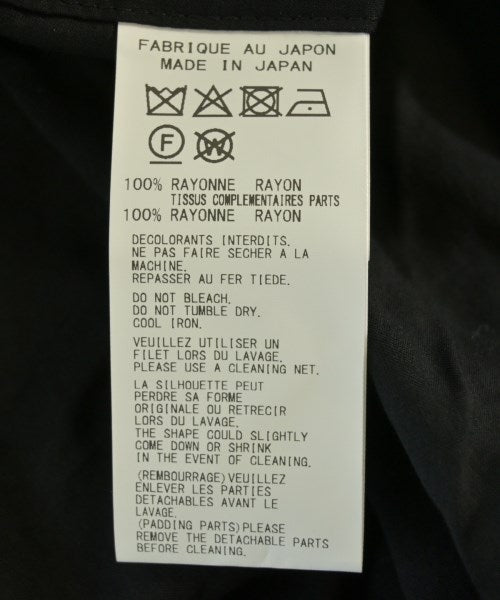 FABRIQUE AU JAPON
MADE IN JAPAN
F W
100% RAYONNE RAYON
TISSUS COMPLEMENTAIRES PARTS
100% RAYONNE RAYON
DECOLORANTS INTERDITS.
NE PAS FAIRE SECHER A LA
MACHINE.
REPASSER AU FER TIEDE.
DO NOT BLEACH.
DO NOT TUMBLE DRY.
COOL IRON.
VEUILLEZ UTILISER UN
FILET LORS DU LAVAGE.
PLEASE USE A CLEANING NET.
LA SILHOUETTE PEUT
PERDRE SA FORME
ORIGINALE OU RETRECIR
LORS DU LAVAGE.
THE SHAPE COULD SLIGHTLY
COME DOWN OR SHRINK
IN THE EVENT OF CLEANING.
(REMBOURRAGE)VEUILLEZ
ENLEVER LES PARTIES
DETACHABLES AVANT LE
LAVAGE.
(PADDING PARTS)PLEASE
REMOVE THE DETACHABLE PARTS
BEFORE CLEANING.